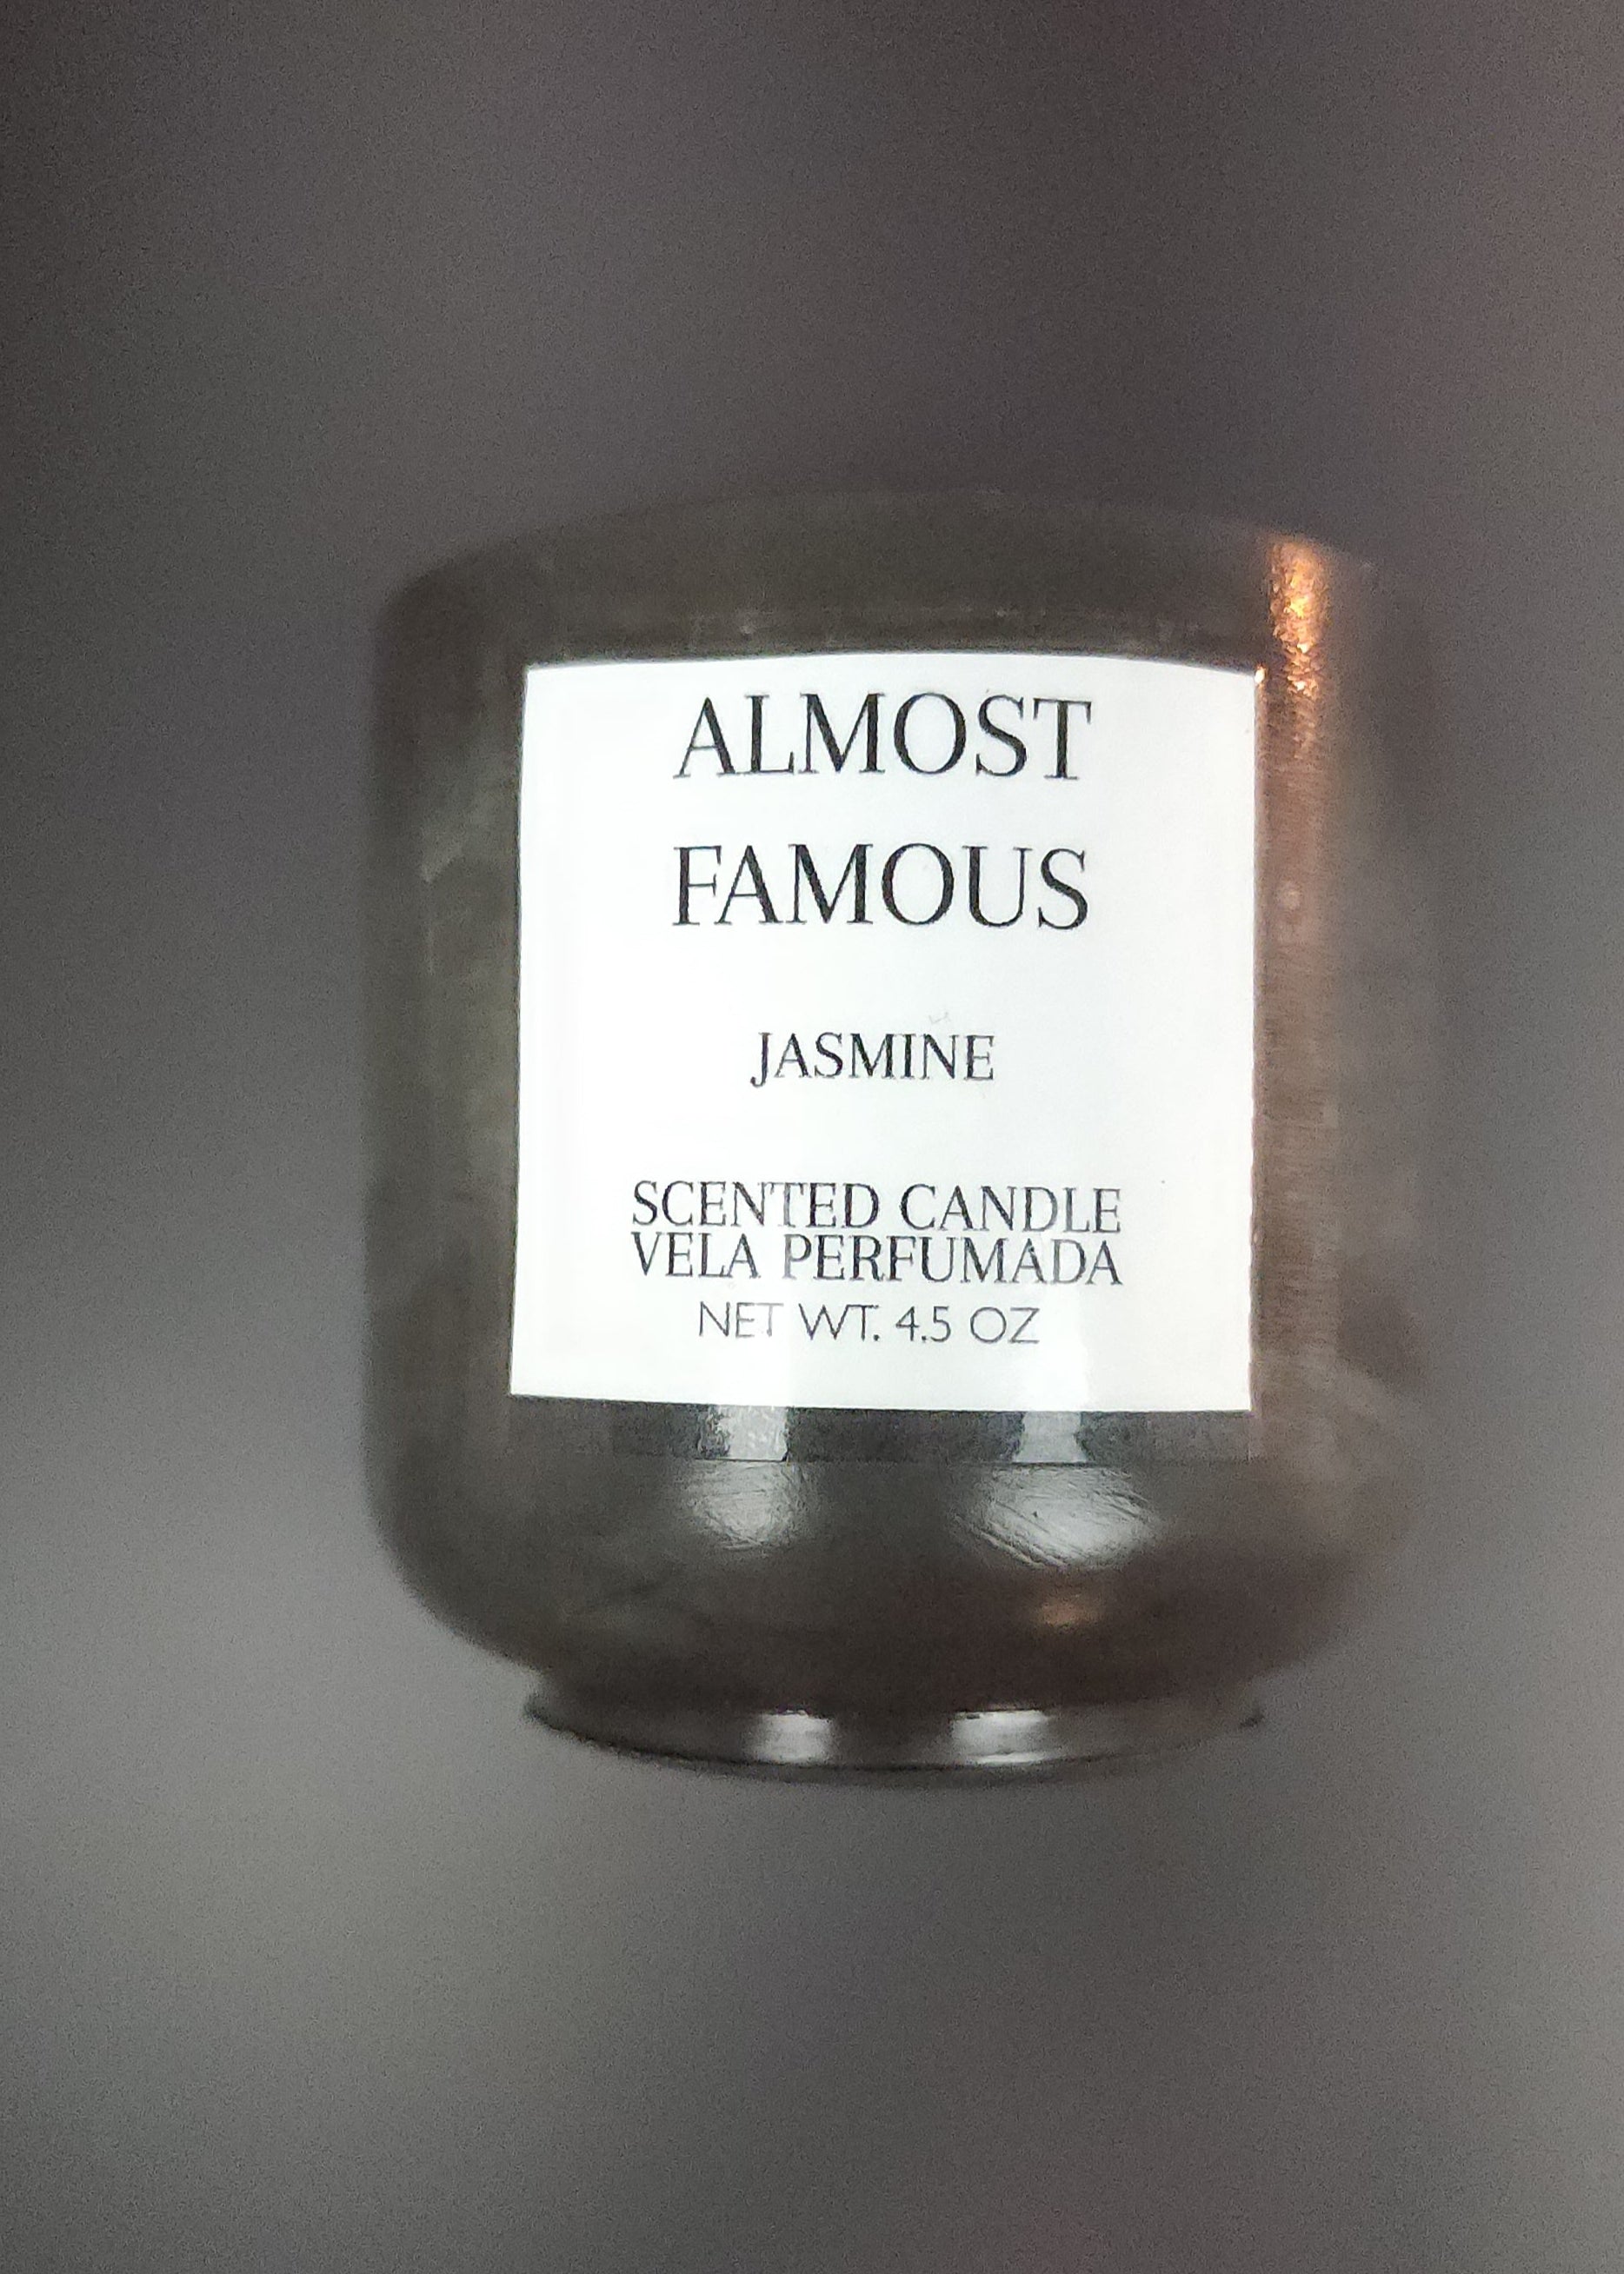 ALMOST
FAMOUS
JASMINE
SCENTED CANDLE
VELA PERFUMADA
NET WT. 4.5 OZ